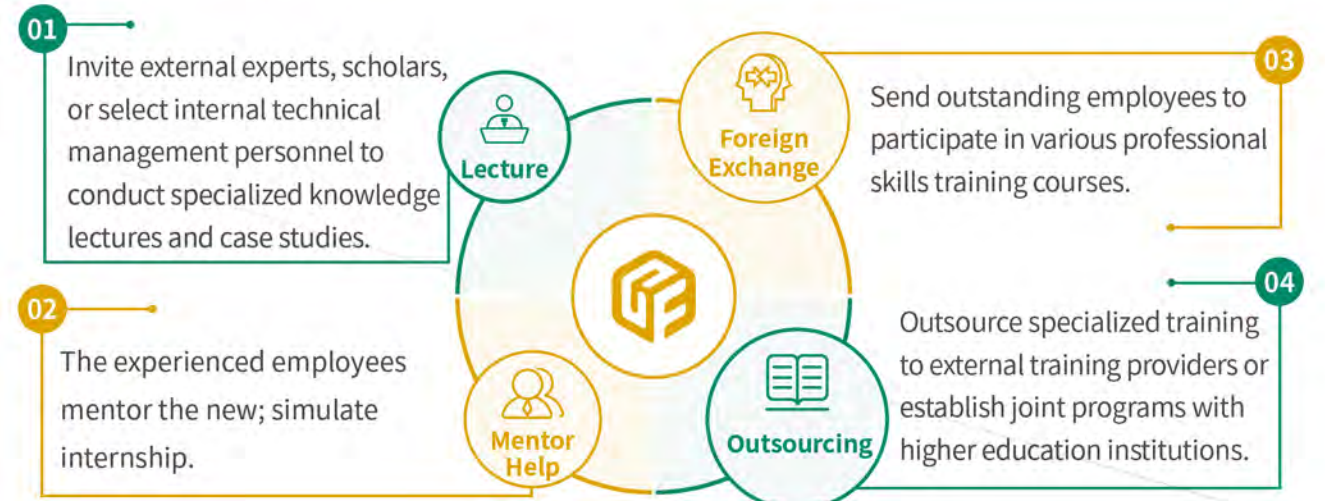 01
Invite external experts, scholars,
or select internal technical
management personnel to
conduct specialized knowledge
lectures and case studies.
Lecture
02
The experienced employees
mentor the new; simulate
internship.
Mentor
Help
03
Send outstanding employees to
participate in various professional
skills training courses.
Foreign
Exchange
04
Outsource specialized training
to external training providers or
establish joint programs with
higher education institutions.
Outsourcing